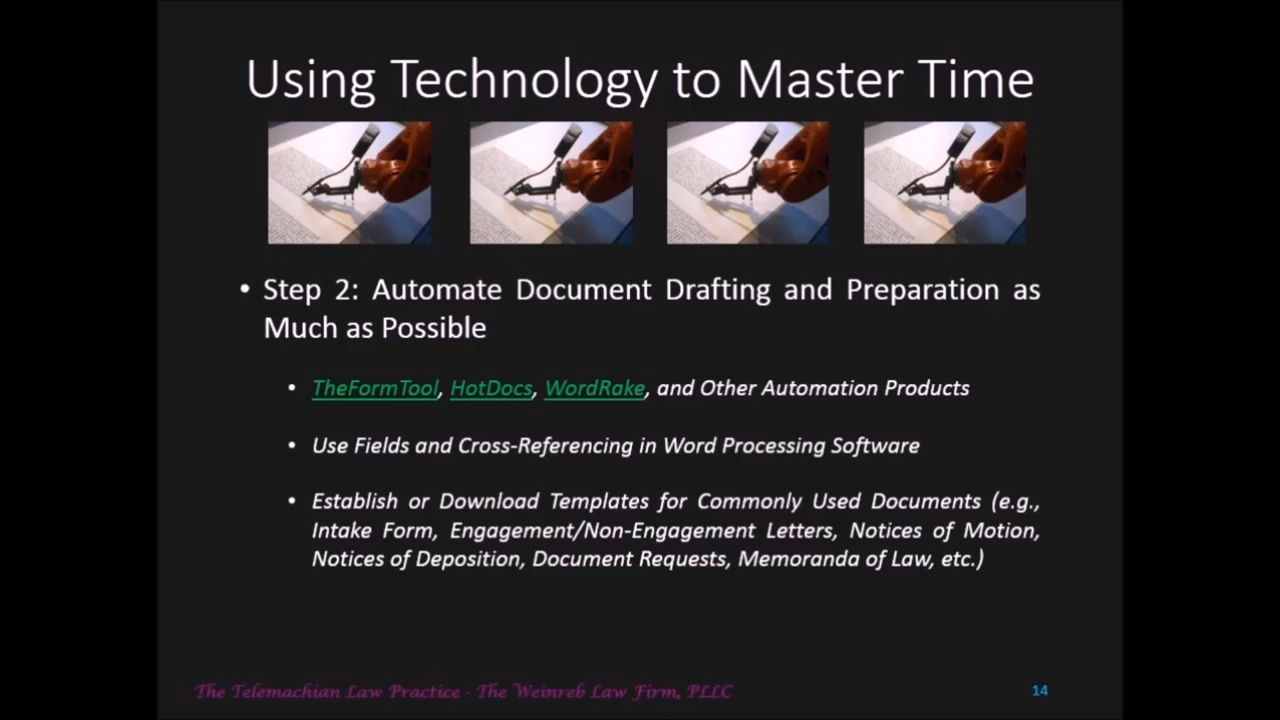 Using Technology to Master Time
• Step 2: Automate Document Drafting and Preparation as
Much as Possible
• TheFormTool, HotDocs, WordRake, and Other Automation Products
• Use Fields and Cross-Referencing in Word Processing Software
• Establish or Download Templates for Commonly Used Documents (e.g.,
Intake Form, Engagement/Non-Engagement Letters, Notices of Motion,
Notices of Deposition, Document Requests, Memoranda of Law, etc.)
The Telemachian Law Practice - The Weinreb Law Firm, PLLC
14